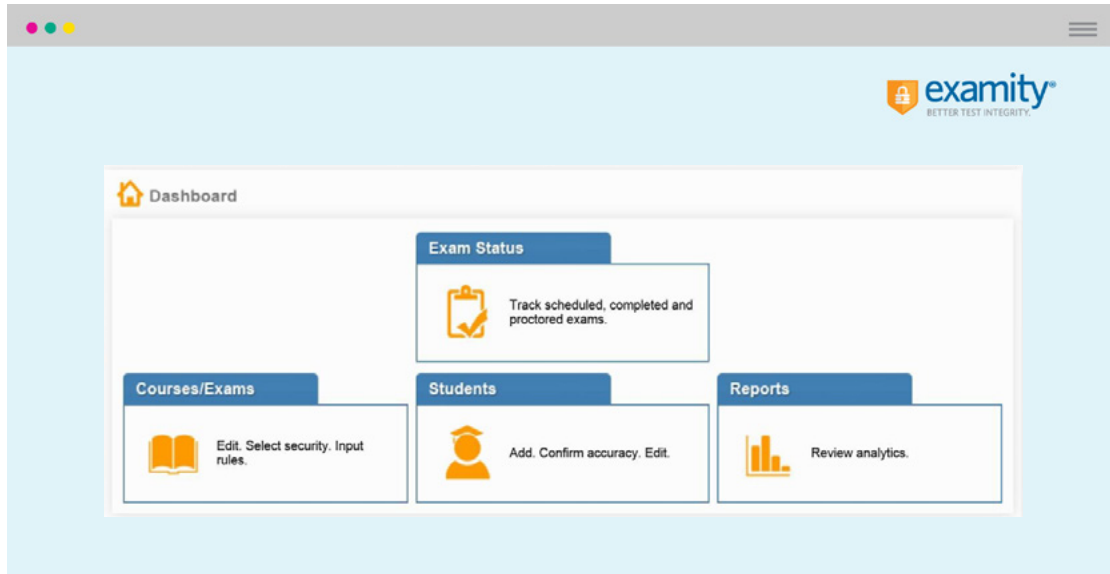 examity®
BETTER TEST INTEGRITY.
Dashboard
Exam Status
Track scheduled, completed and
proctored exams.
Courses/Exams
Edit. Select security. Input
rules.
Students
Add. Confirm accuracy. Edit.
Reports
Review analytics.